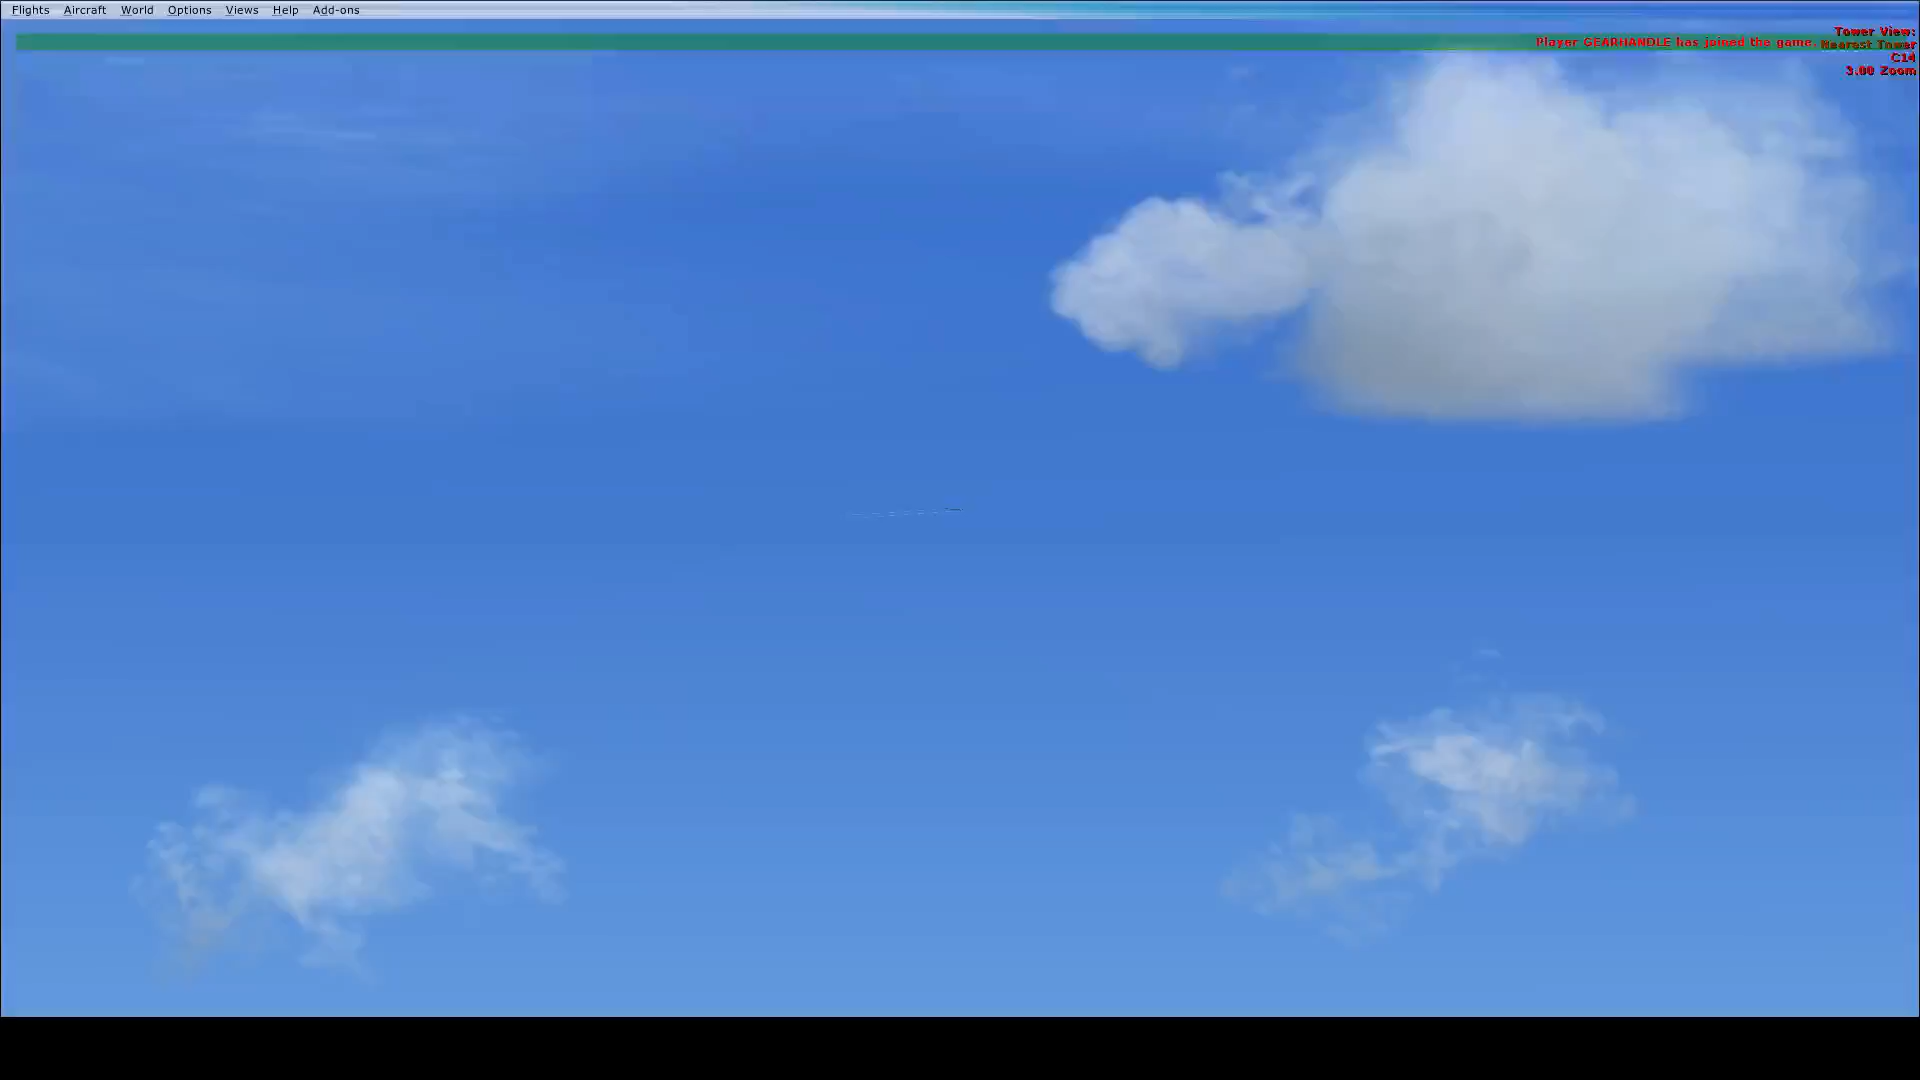 Flights Aircraft World Options Views Help Add-ons
Tower View:
Player GEARHANDLE has joined the game. Nearest Tower
C14
3.00 Zoom